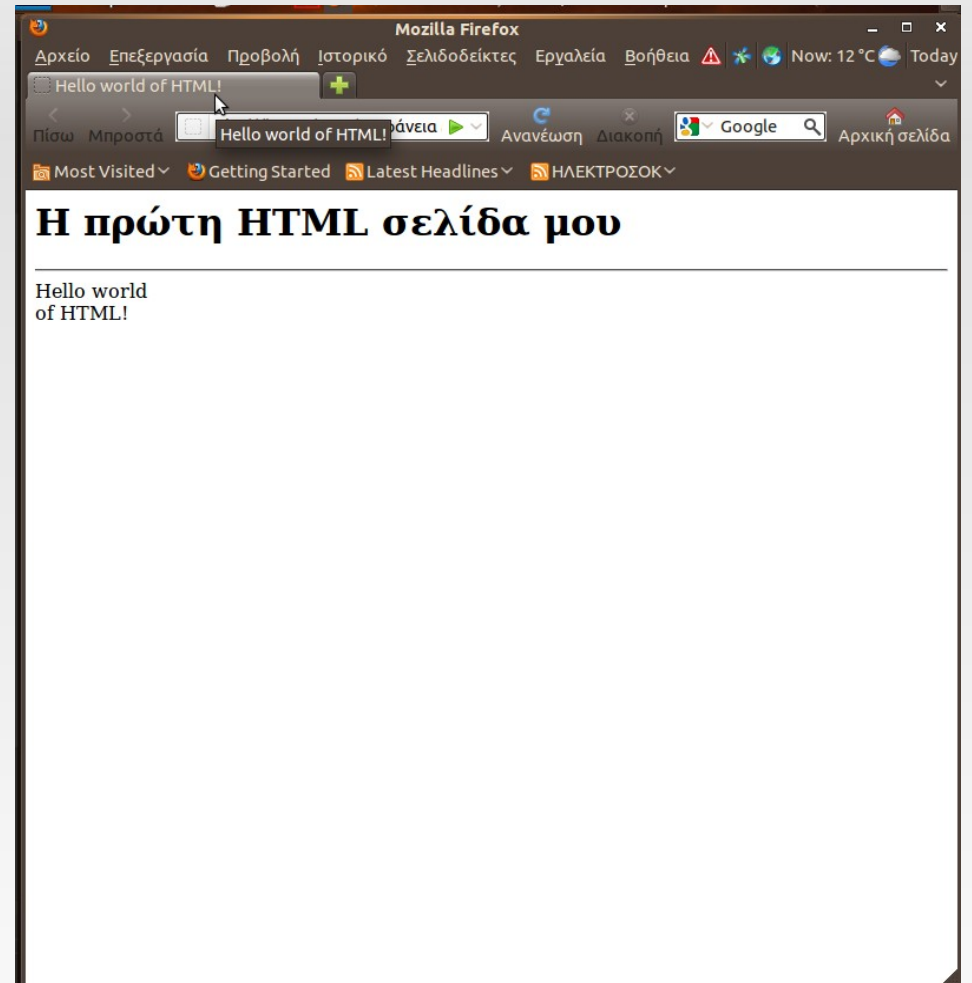 Mozilla Firefox
Αρχείο Επεξεργασία Προβολή Ιστορικό Σελιδοδείκτες Εργαλεία Βοήθεια Now: 12 °C Today
Hello world of HTML!
Πίσω Μπροστά Ανανέωση Διακοπή Google Αρχική σελίδα
Hello world of HTML!
Most Visited Getting Started Latest Headlines ΗΛΕΚΤΡΟΣΟΚ
Η πρώτη HTML σελίδα μου
Hello world
of HTML!